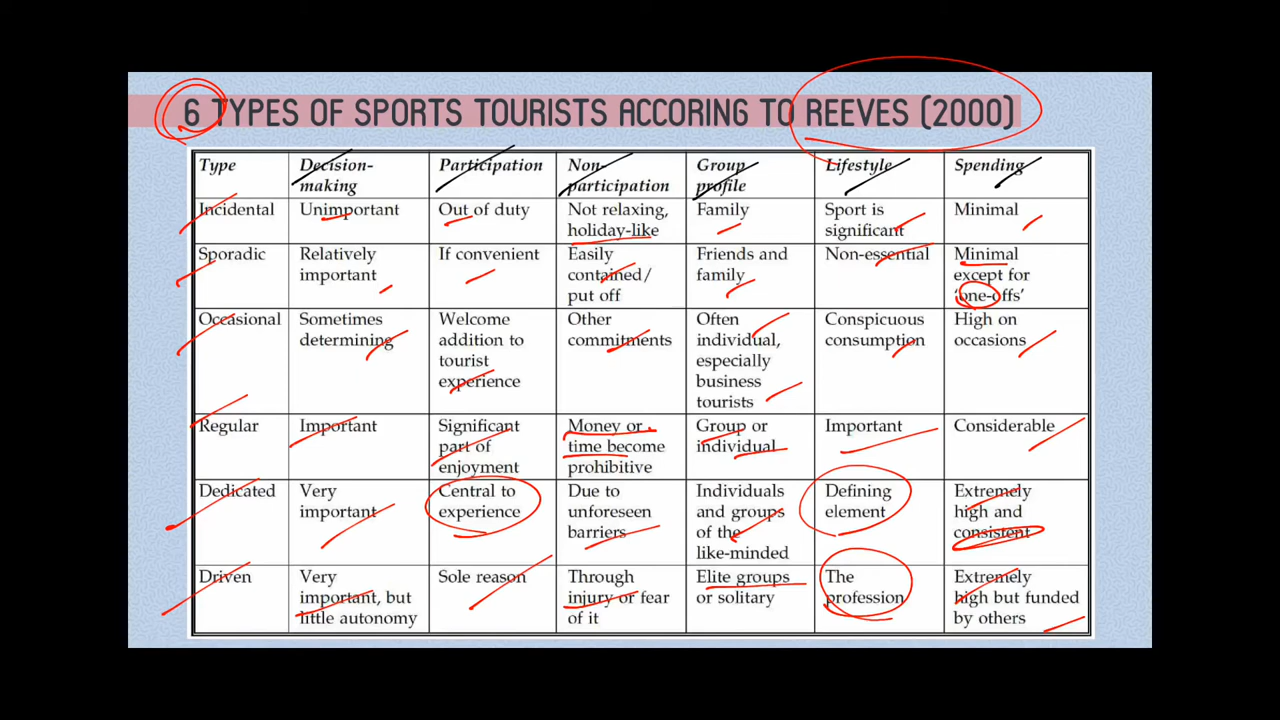 6 TYPES OF SPORTS TOURISTS ACCORING TO REEVES (2000)
Type Decision-making Participation Non-participation Group profile Lifestyle Spending
Incidental Unimportant Out of duty Not relaxing, holiday-like Family Sport is significant Minimal
Sporadic Relatively important If convenient Easily contained/ put off Friends and family Non-essential Minimal except for ‘one-offs’
Occasional Sometimes determining Welcome addition to tourist experience Other commitments Often individual, especially business tourists Conspicuous consumption High on occasions
Regular Important Significant part of enjoyment Money or time become prohibitive Group or individual Important Considerable
Dedicated Very important Central to experience Due to unforeseen barriers Individuals and groups of the like-minded Defining element Extremely high and consistent
Driven Very important, but little autonomy Sole reason Through injury or fear of it Elite groups or solitary The profession Extremely high but funded by others